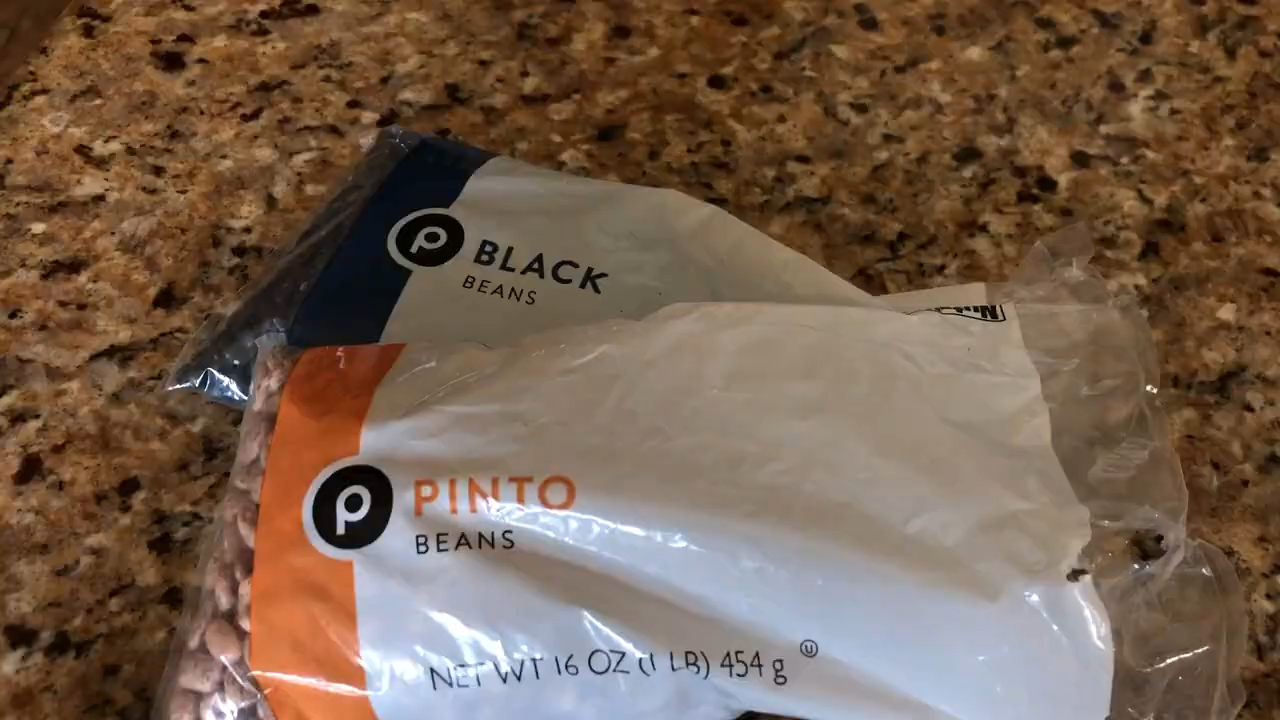 P BLACK
BEANS
P PINTO
BEANS
NET WT 16 OZ (1 LB) 454 g U